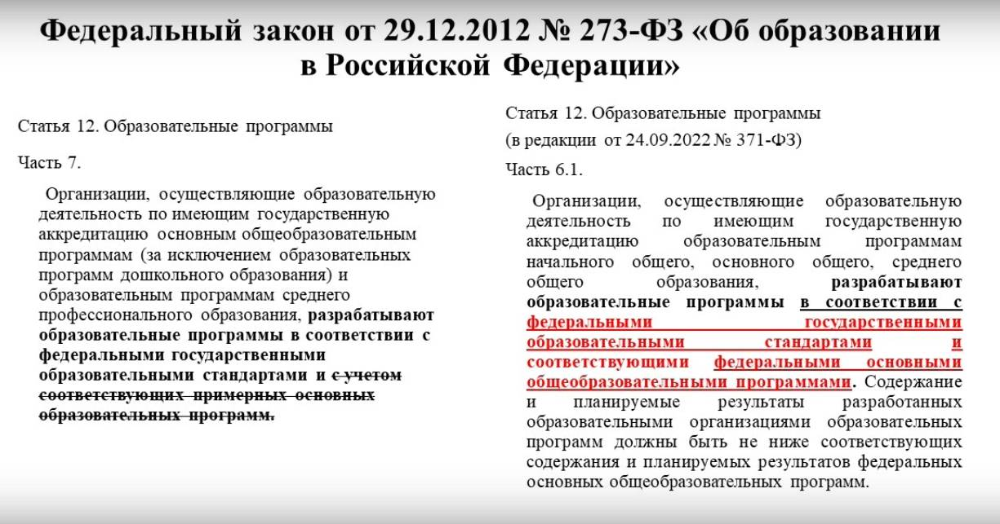 Федеральный закон от 29.12.2012 № 273-ФЗ «Об образовании
в Российской Федерации»
Статья 12. Образовательные программы
Часть 7.
Организации, осуществляющие образовательную
деятельность по имеющим государственную
аккредитацию основным общеобразовательным
программам (за исключением образовательных
программ дошкольного образования) и
образовательным программам среднего
профессионального образования, разрабатывают
образовательные программы в соответствии с
федеральными государственными
образовательными стандартами и с учетом
соответствующих примерных основных
образовательных программ.
Статья 12. Образовательные программы
(в редакции от 24.09.2022 № 371-ФЗ)
Часть 6.1.
Организации, осуществляющие образовательную
деятельность по имеющим государственную
аккредитацию образовательным программам
начального общего, основного общего, среднего
общего образования, разрабатывают
образовательные программы в соответствии с
федеральными государственными
образовательными стандартами и
соответствующими федеральными основными
общеобразовательными программами. Содержание
и планируемые результаты разработанных
образовательными организациями образовательных
программ должны быть не ниже соответствующих
содержания и планируемых результатов федеральных
основных общеобразовательных программ.